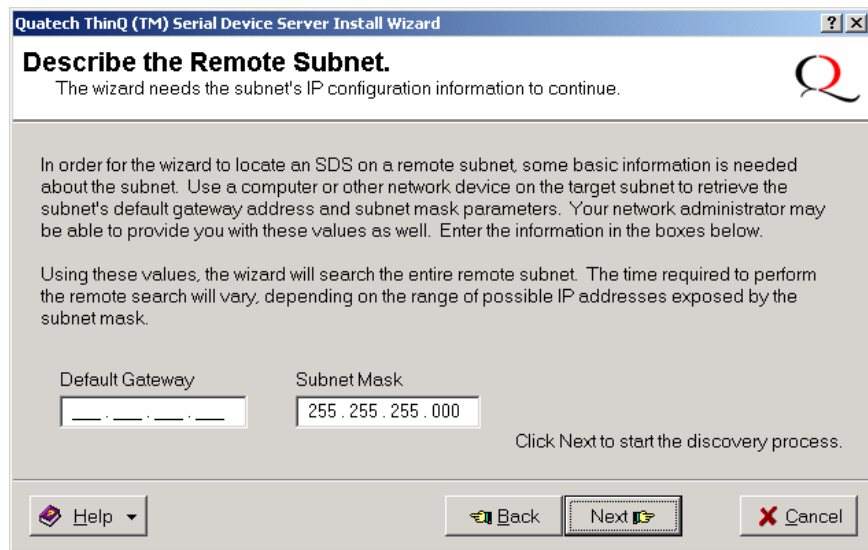 Quatech ThinQ (TM) Serial Device Server Install Wizard
Describe the Remote Subnet.
The wizard needs the subnet's IP configuration information to continue.
In order for the wizard to locate an SDS on a remote subnet, some basic information is needed
about the subnet. Use a computer or other network device on the target subnet to retrieve the
subnet's default gateway address and subnet mask parameters. Your network administrator may
be able to provide you with these values as well. Enter the information in the boxes below.
Using these values, the wizard will search the entire remote subnet. The time required to perform
the remote search will vary, depending on the range of possible IP addresses exposed by the
subnet mask.
Default Gateway Subnet Mask
___ . ___ . ___ . ___ 255 . 255 . 255 . 000
Click Next to start the discovery process.
Help Back Next Cancel